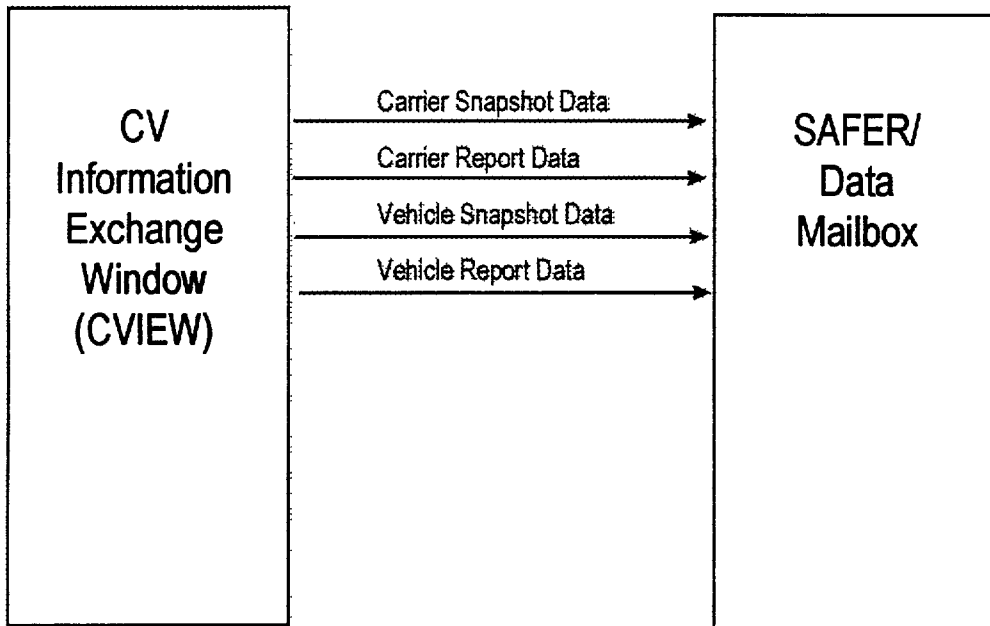 CV
Information
Exchange
Window
(CVIEW)
Carrier Snapshot Data
Carrier Report Data
Vehicle Snapshot Data
Vehicle Report Data
SAFER/
Data
Mailbox